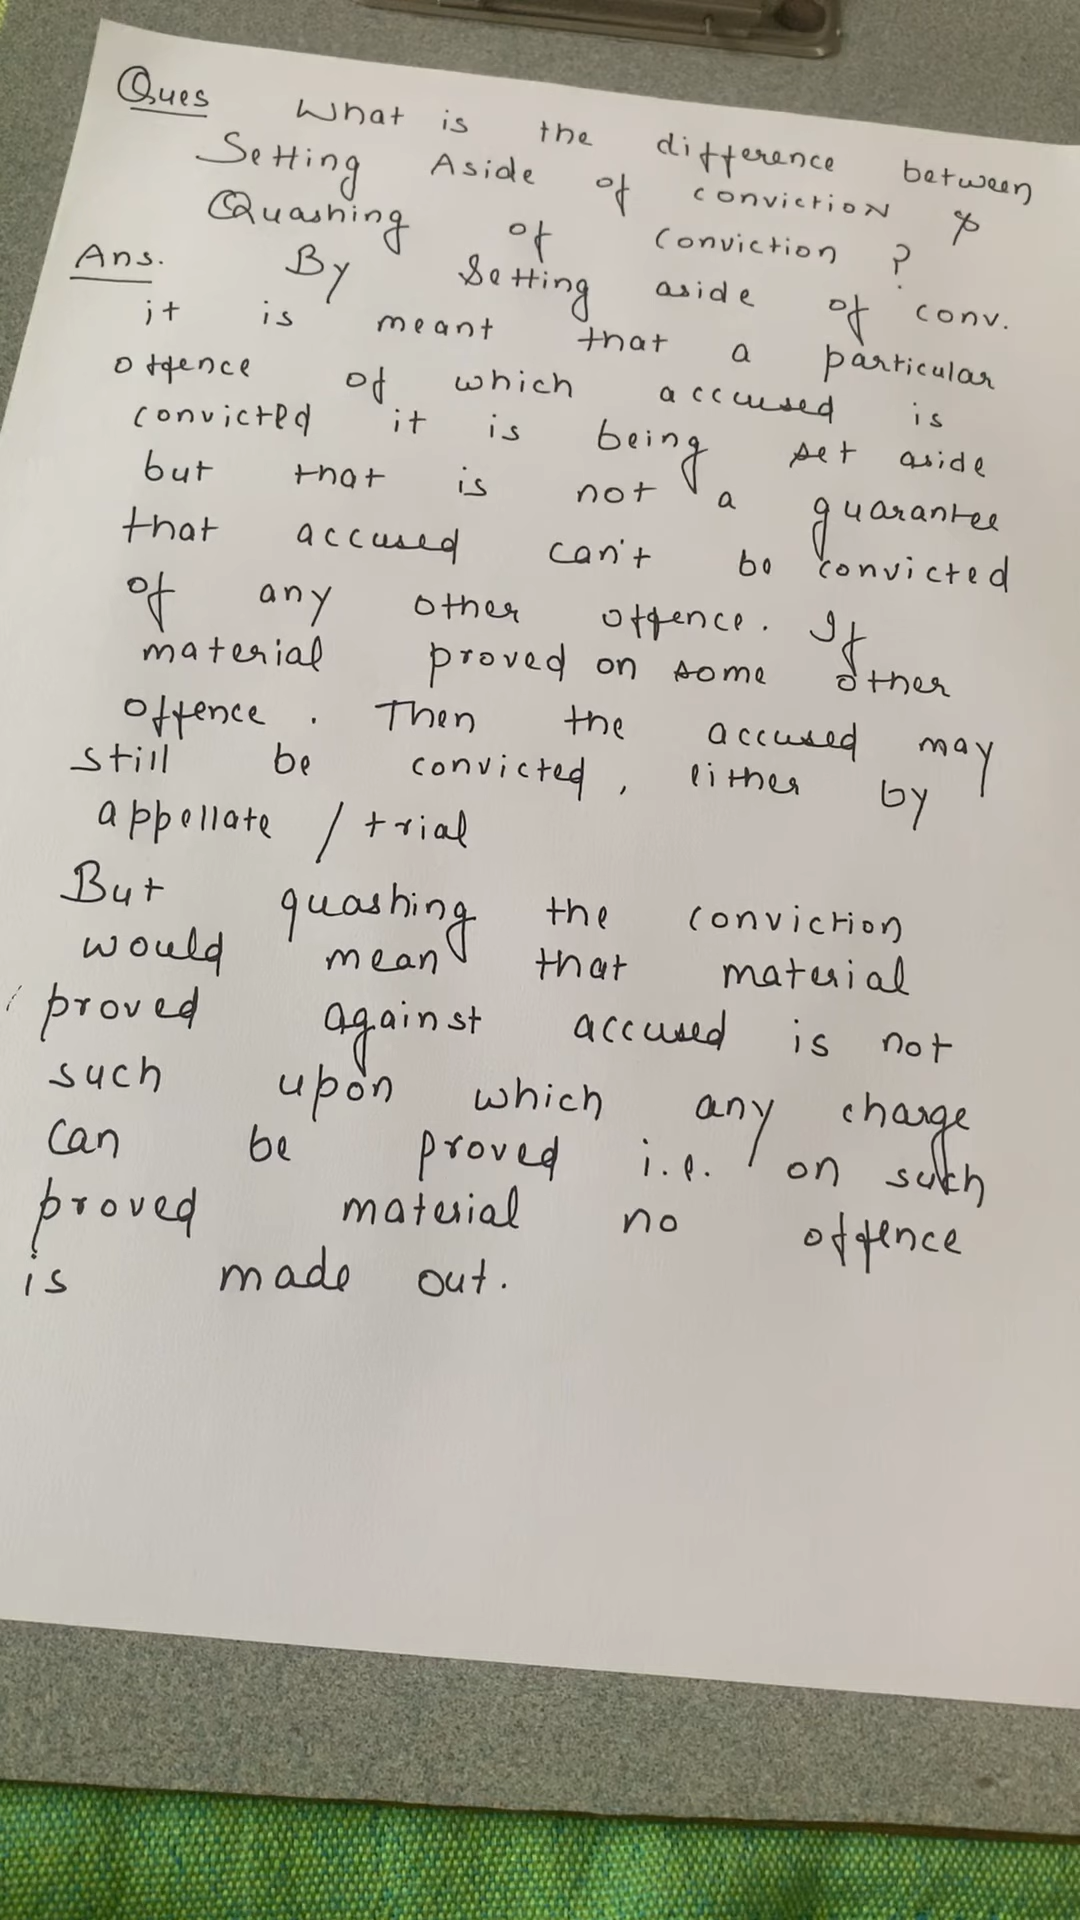 Ques What is the difference between
Setting Aside of conviction &
Quashing of conviction ?
Ans. By Setting aside of conv.
it is meant that a particular
offence of which accused is
convicted it is being set aside
but that is not a guarantee
that accused can't be convicted
of any other offence. If
material proved on some other
offence. Then the accused may
still be convicted, either by
appellate / trial
But quashing the conviction
would mean that material
proved against accused is not
such upon which any charge
can be proved i.e. on such
proved material no offence
is made out.